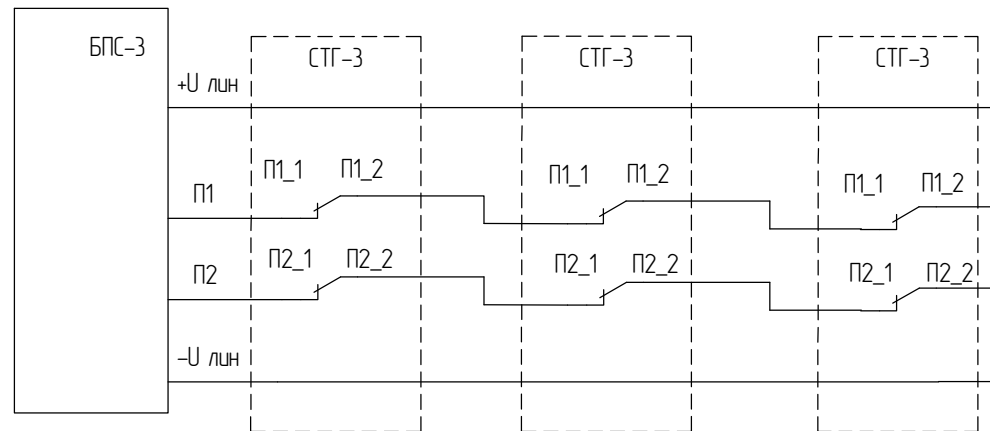 БПС-3
СТГ-3
СТГ-3
СТГ-3
+U лин
П1
П1_1
П1_2
П1_1
П1_2
П1_1
П1_2
П2
П2_1
П2_2
П2_1
П2_2
П2_1
П2_2
-U лин